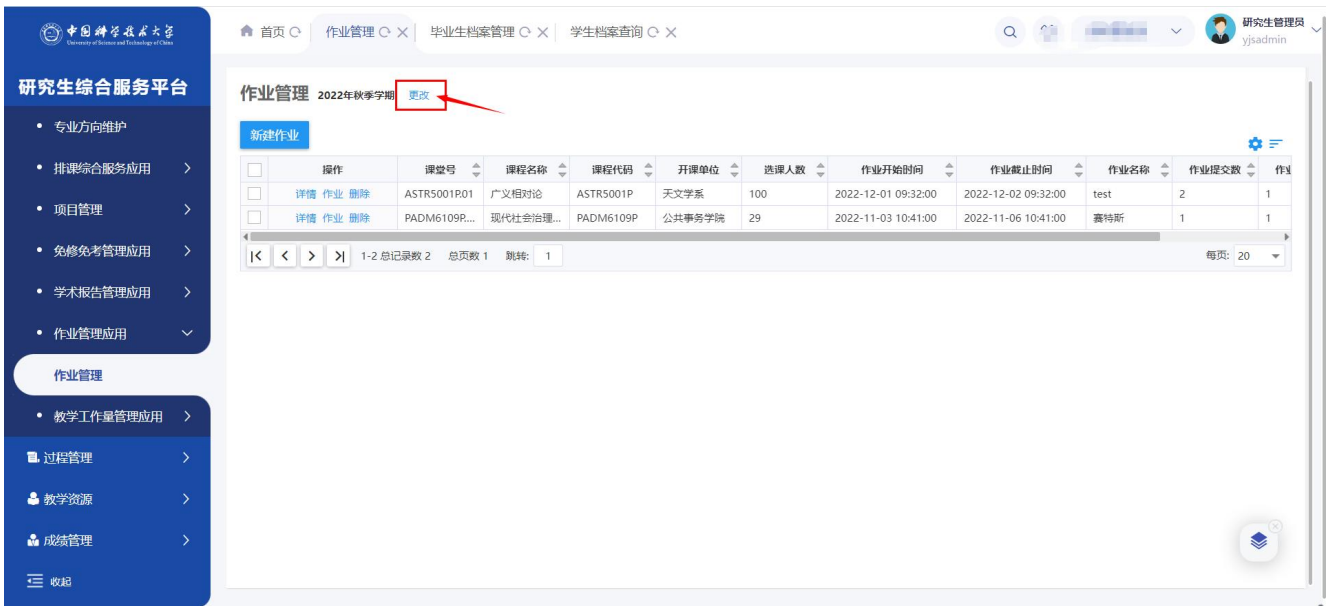 中国科学技术大学
University of Science and Technology of China
首页 作业管理 毕业生档案管理 学生档案查询
研究生管理员
yjsadmin
研究生综合服务平台
专业方向维护
排课综合服务应用
项目管理
免修免考管理应用
学术报告管理应用
作业管理应用
作业管理
教学工作量管理应用
过程管理
教学资源
成绩管理
收起
作业管理 2022年秋季学期 更改
新建作业
操作 课堂号 课程名称 课程代码 开课单位 选课人数 作业开始时间 作业截止时间 作业名称 作业提交数
详情 作业 删除 ASTR5001P.01 广义相对论 ASTR5001P 天文学系 100 2022-12-01 09:32:00 2022-12-02 09:32:00 test 2 1
详情 作业 删除 PADM6109P.... 现代社会治理... PADM6109P 公共事务学院 29 2022-11-03 10:41:00 2022-11-06 10:41:00 赛特斯 1 1
1-2 总记录数 2 总页数 1 跳转: 1 每页: 20